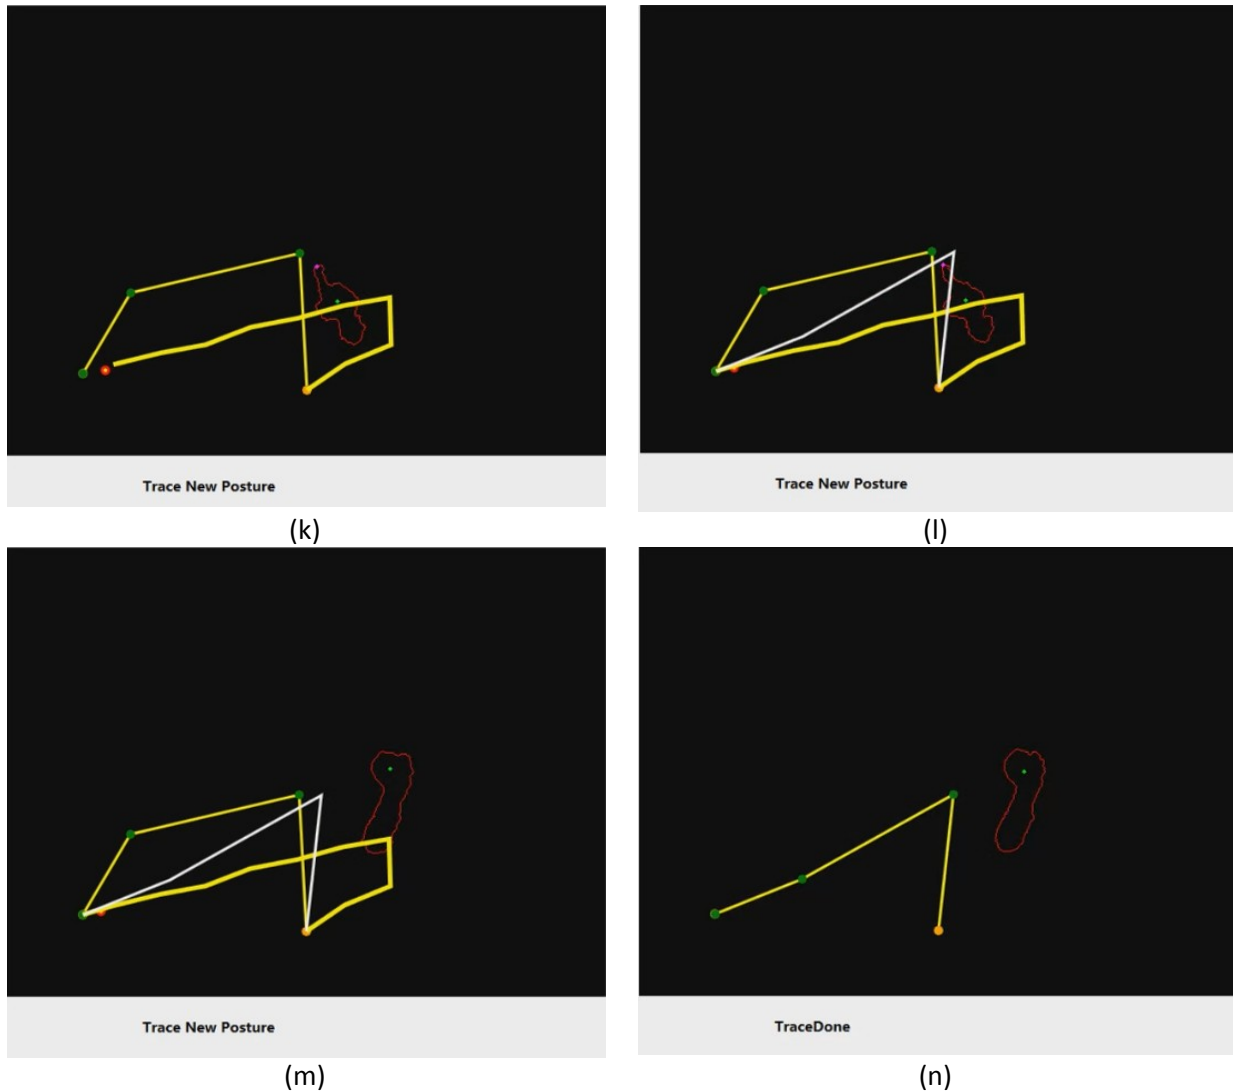 Trace New Posture
(k)
Trace New Posture
(l)
Trace New Posture
(m)
TraceDone
(n)